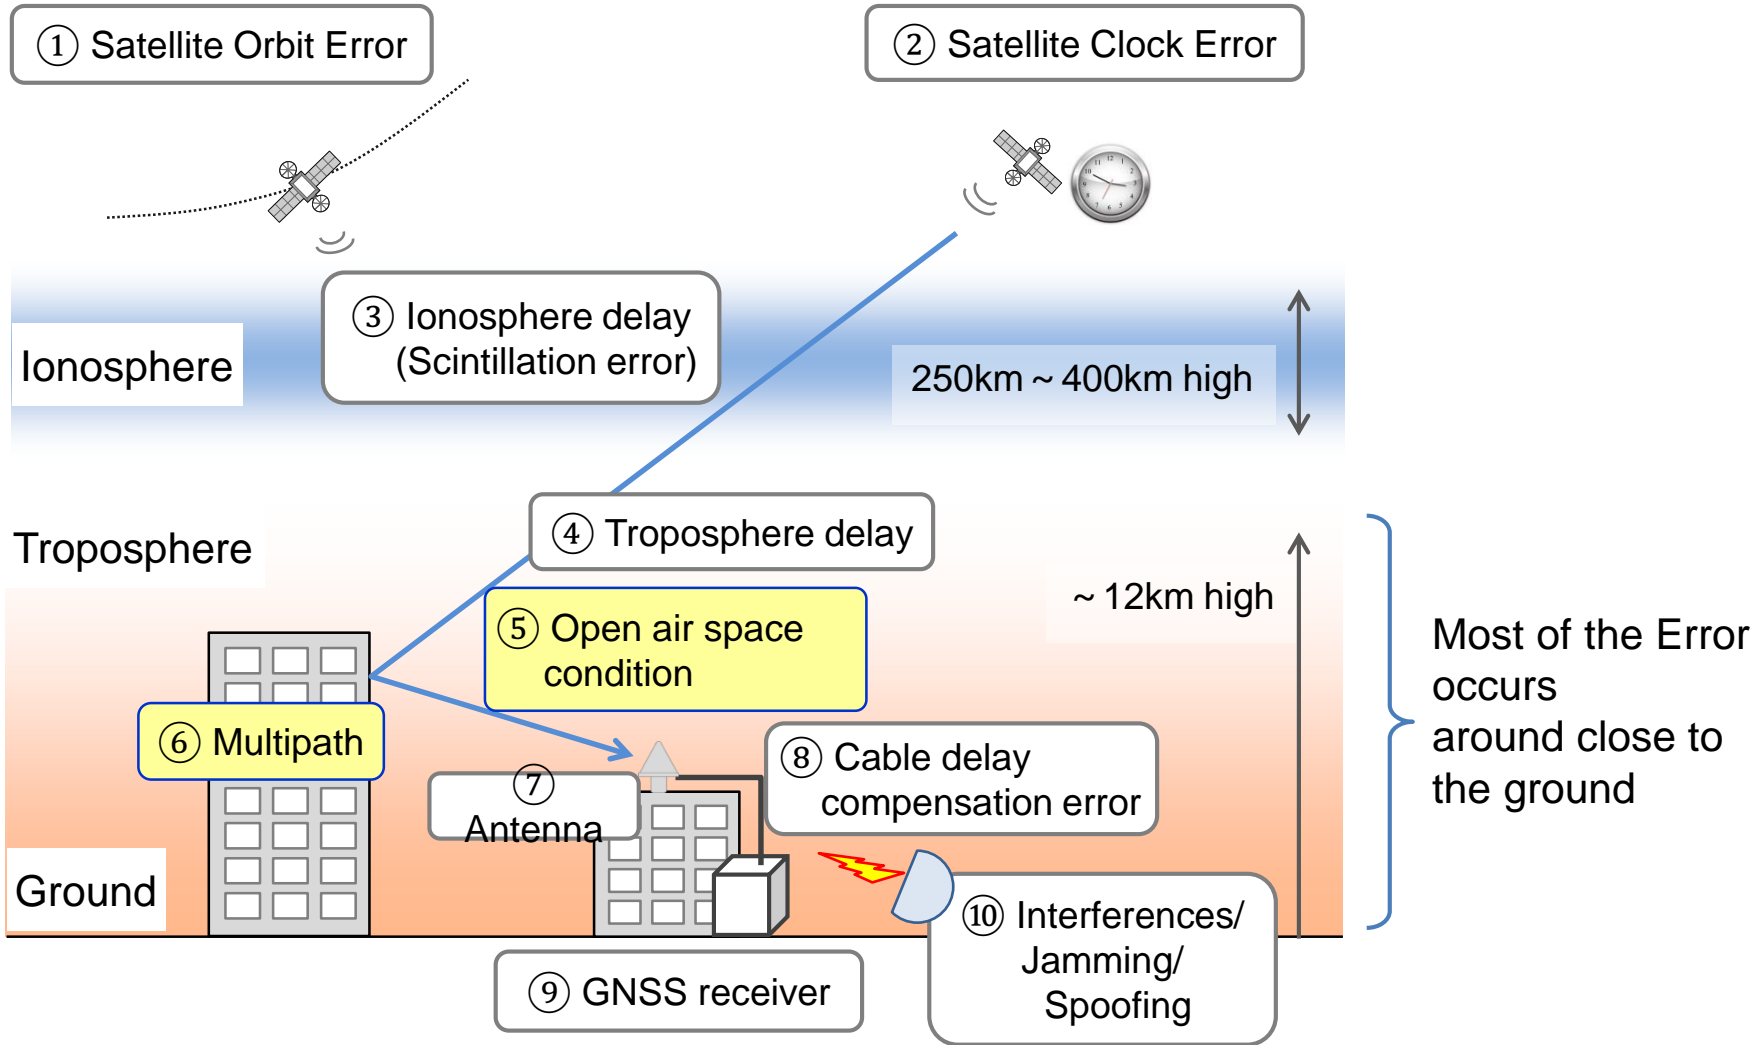 ① Satellite Orbit Error
② Satellite Clock Error
③ Ionosphere delay
(Scintillation error)
Ionosphere
250km ~ 400km high
④ Troposphere delay
Troposphere
~ 12km high
⑤ Open air space
condition
⑥ Multipath
⑦
Antenna
⑧ Cable delay
compensation error
Most of the Error
occurs
around close to
the ground
Ground
⑨ GNSS receiver
⑩ Interferences/
Jamming/
Spoofing